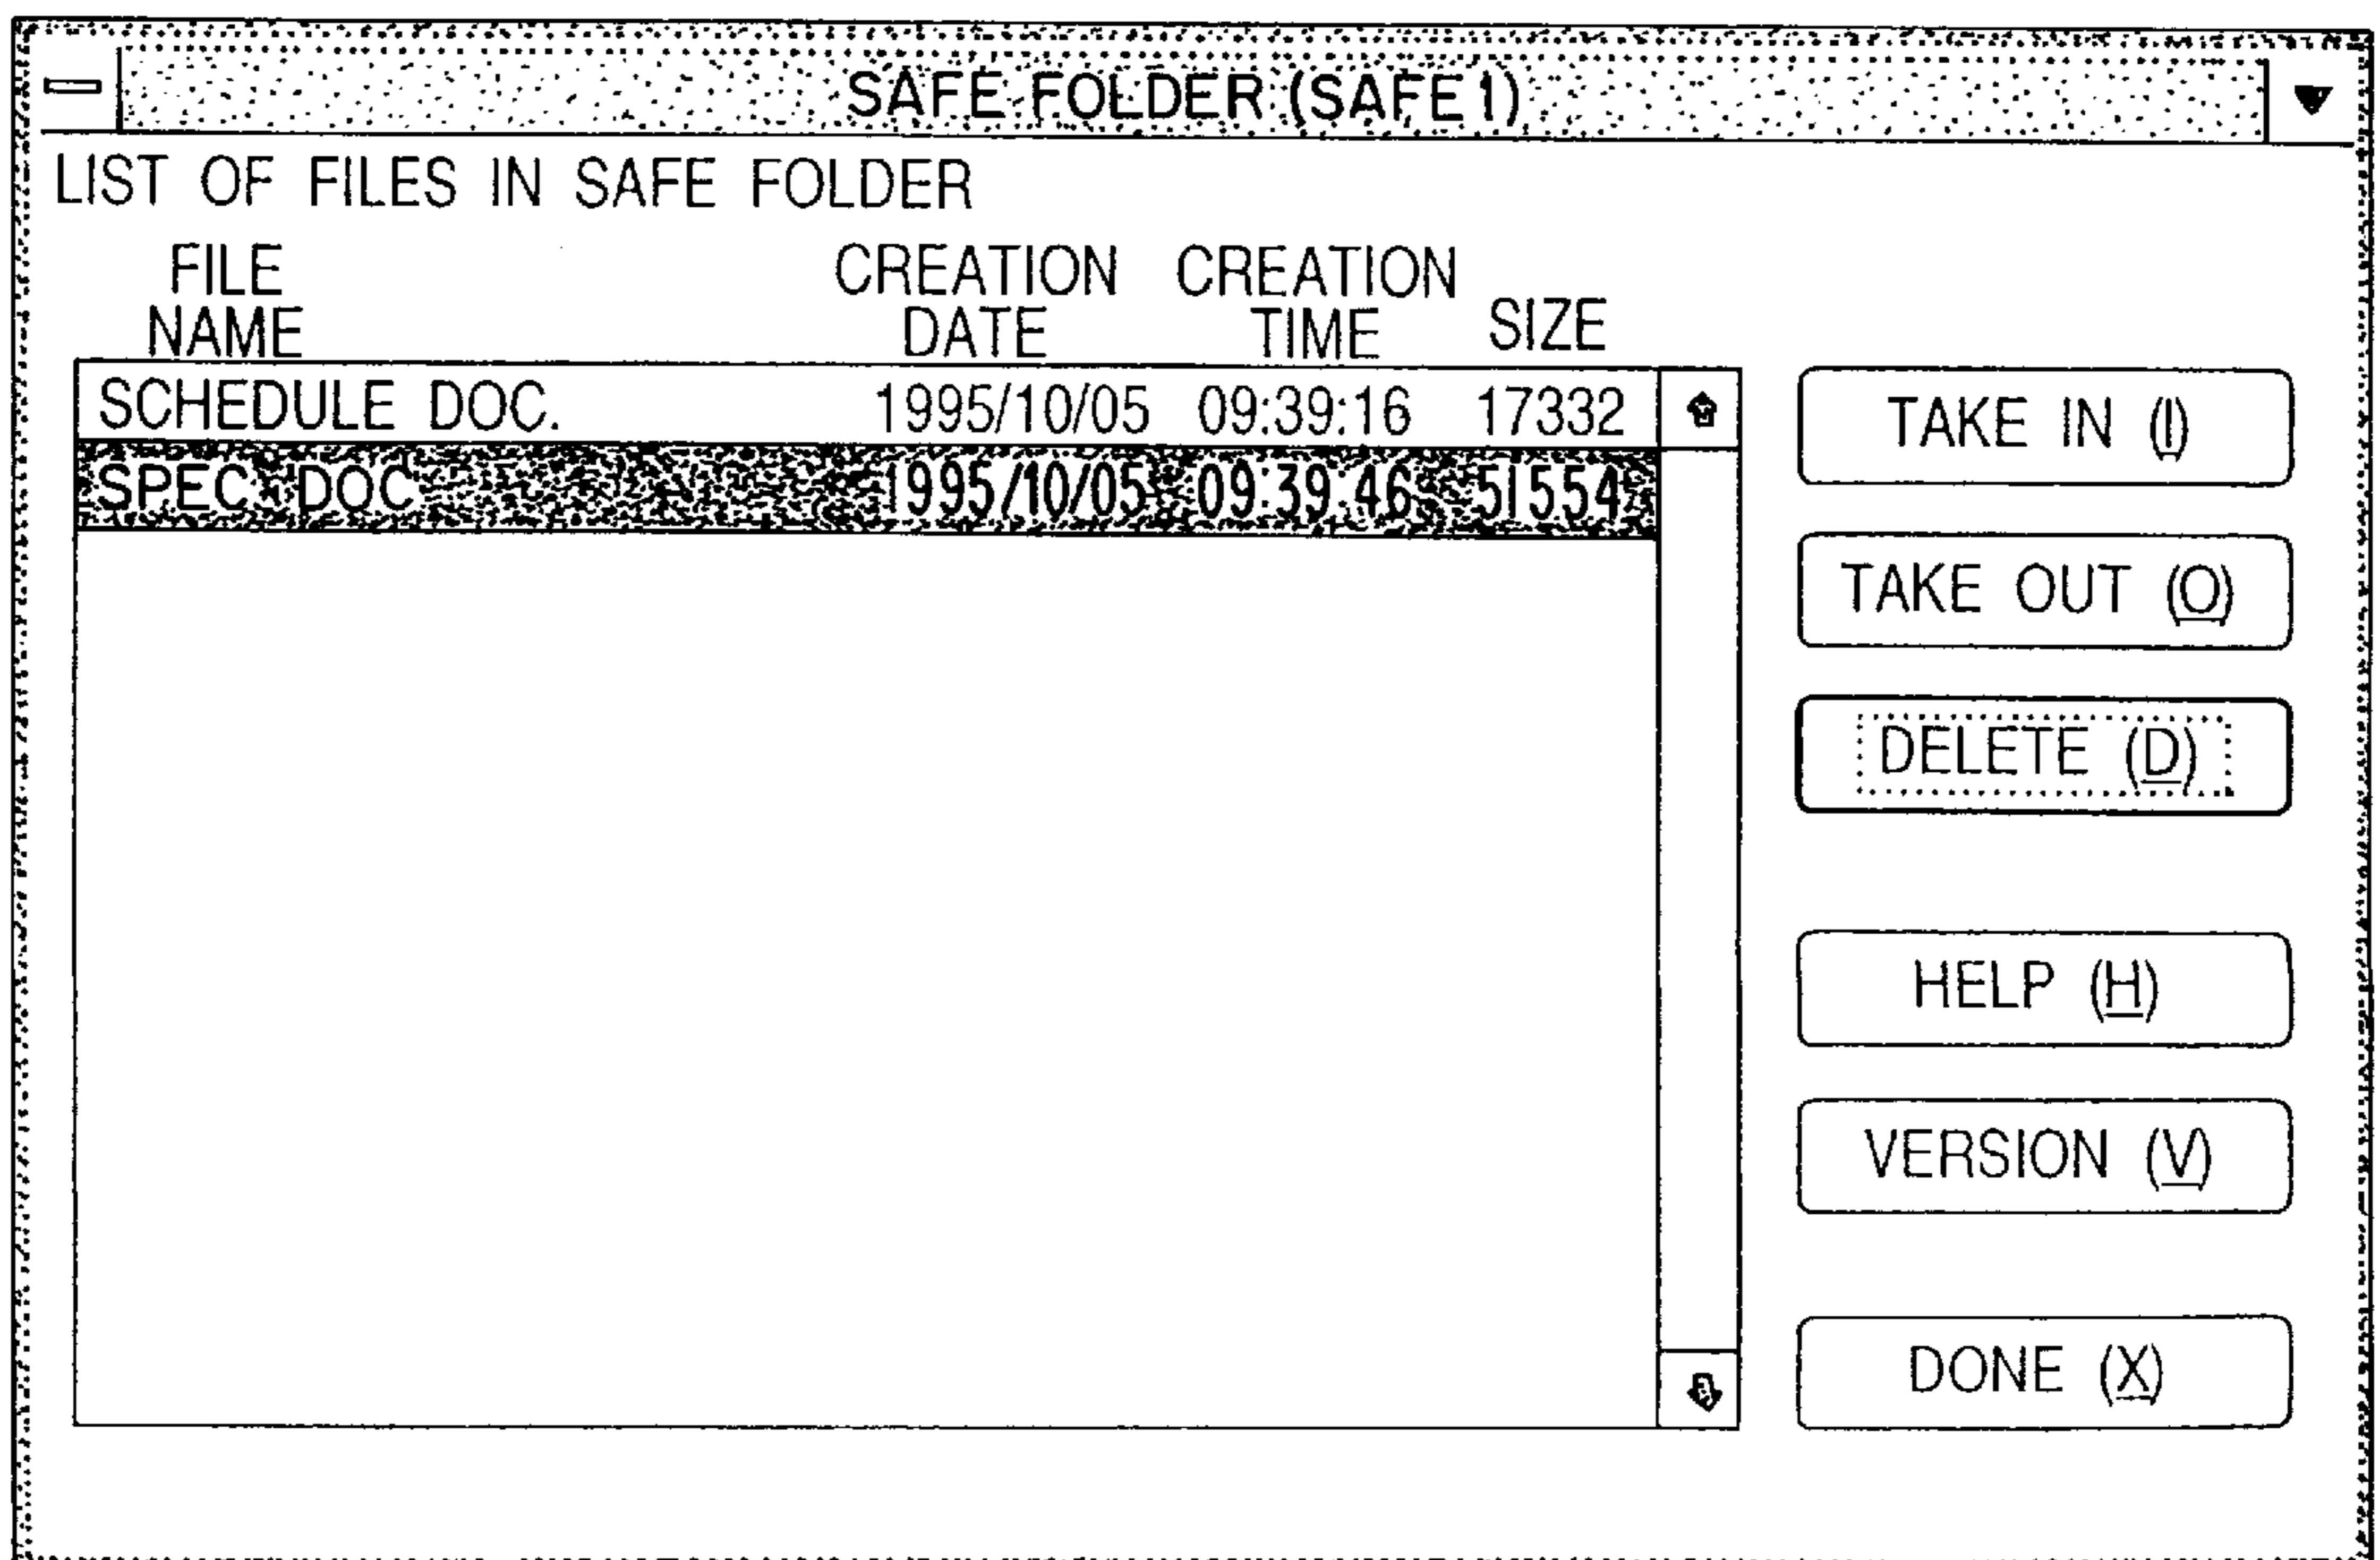 SAFE FOLDER (SAFE 1)
LIST OF FILES IN SAFE FOLDER
FILE NAME
CREATION DATE
CREATION TIME
SIZE
SCHEDULE DOC. 1995/10/05 09:39:16 17332
SPEC DOC 1995/10/05 09:39:46 51554
TAKE IN (I)
TAKE OUT (O)
DELETE (D)
HELP (H)
VERSION (V)
DONE (X)